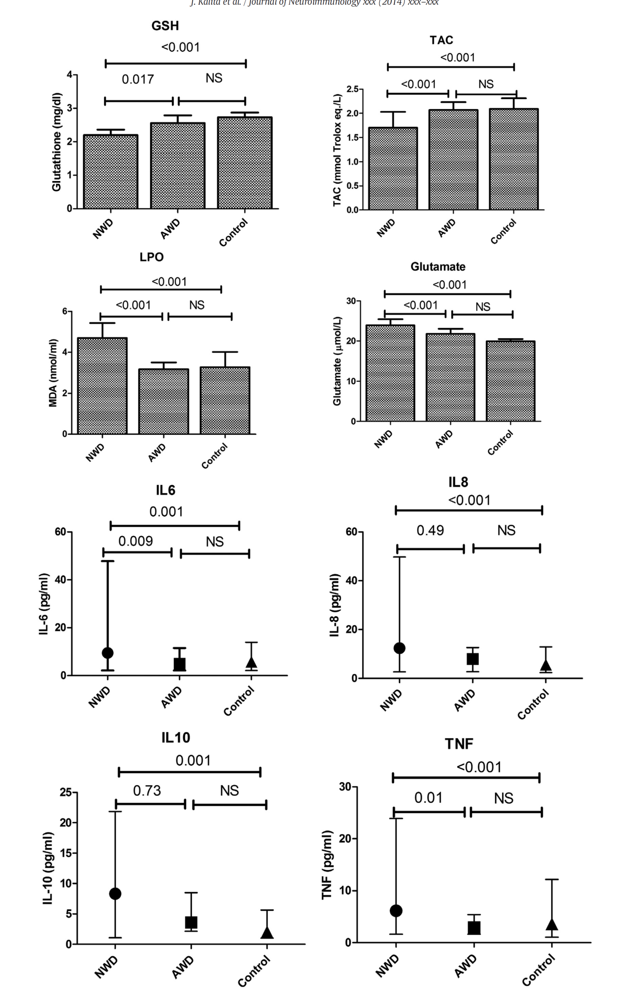 J. Kalita et al. / Journal of Neuroimmunology xxx (2014) xxx–xxx
GSH
<0.001
0.017 NS
4
3
2
1
0
Glutathione (mg/dl)
NWD AWD Control
TAC
<0.001
<0.001 NS
2.5
2.0
1.5
1.0
0.5
0.0
TAC (mmol Trolox eq./L)
NWD AWD Control
LPO
<0.001
<0.001 NS
6
4
2
0
MDA (nmol/ml)
NWD AWD Control
Glutamate
<0.001
<0.001 NS
30
20
10
0
Glutamate (μmol/L)
NWD AWD Control
IL6
0.001
0.009 NS
60
40
20
0
IL-6 (pg/ml)
NWD AWD Control
IL8
<0.001
0.49 NS
60
40
20
0
IL-8 (pg/ml)
NWD AWD Control
IL10
0.001
0.73 NS
25
20
15
10
5
0
IL-10 (pg/ml)
NWD AWD Control
TNF
<0.001
0.01 NS
30
20
10
0
TNF (pg/ml)
NWD AWD Control